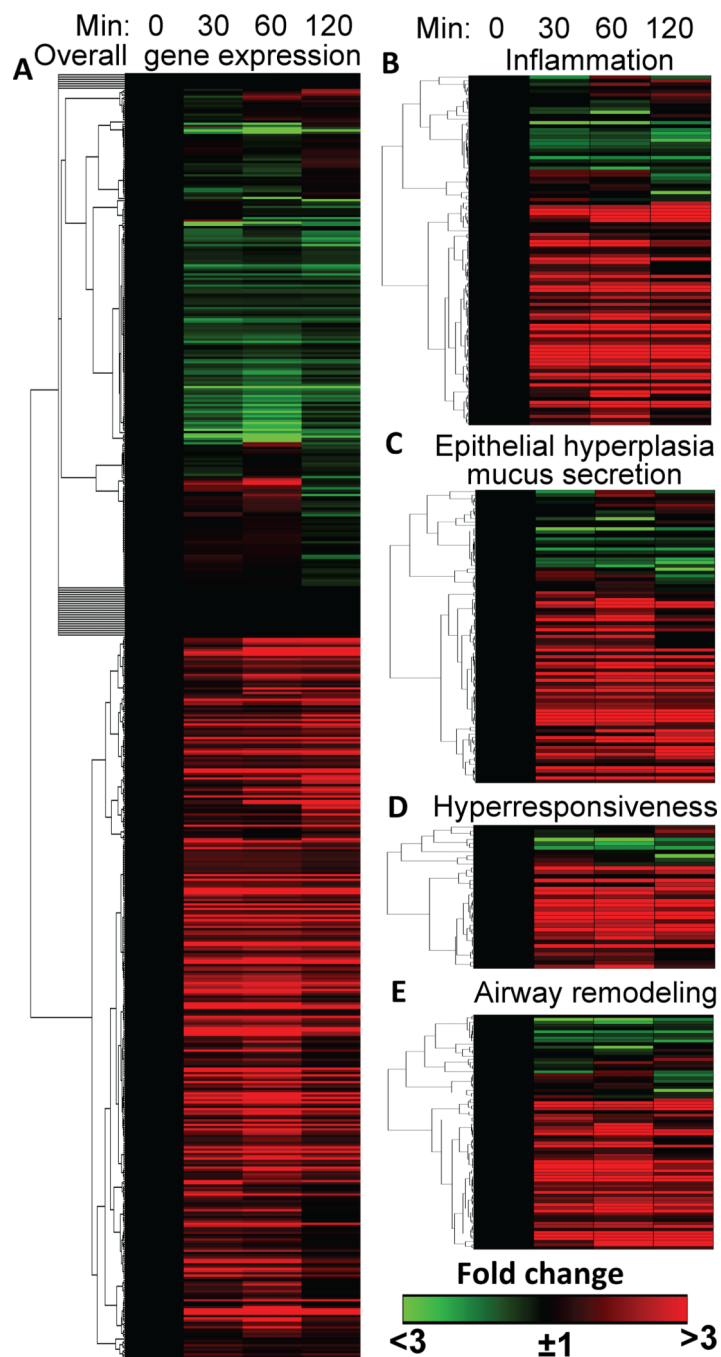 Min: 0 30 60 120
A Overall gene expression
Min: 0 30 60 120
B Inflammation
C Epithelial hyperplasia
mucus secretion
D Hyperresponsiveness
E Airway remodeling
Fold change
<3 ±1 >3